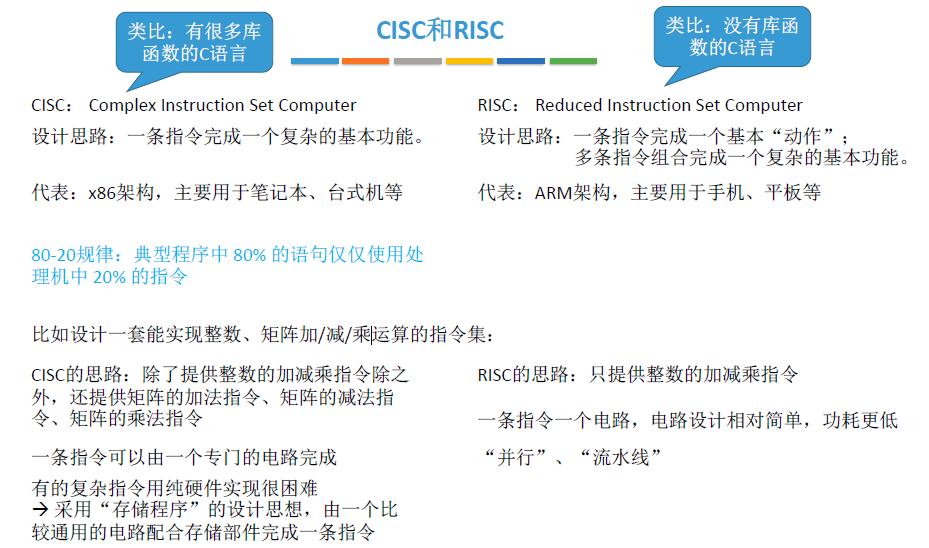 类比：有很多库
函数的C语言
CISC和RISC
类比：没有库函
数的C语言
CISC： Complex Instruction Set Computer
设计思路：一条指令完成一个复杂的基本功能。
代表：x86架构，主要用于笔记本、台式机等
RISC： Reduced Instruction Set Computer
设计思路：一条指令完成一个基本“动作”；
多条指令组合完成一个复杂的基本功能。
代表：ARM架构，主要用于手机、平板等
80-20规律：典型程序中 80% 的语句仅仅使用处
理机中 20% 的指令
比如设计一套能实现整数、矩阵加/减/乘运算的指令集：
CISC的思路：除了提供整数的加减乘指令除之
外，还提供矩阵的加法指令、矩阵的减法指
令、矩阵的乘法指令
一条指令可以由一个专门的电路完成
有的复杂指令用纯硬件实现很困难
→ 采用“存储程序”的设计思想，由一个比
较通用的电路配合存储部件完成一条指令
RISC的思路：只提供整数的加减乘指令
一条指令一个电路，电路设计相对简单，功耗更低
“并行”、“流水线”